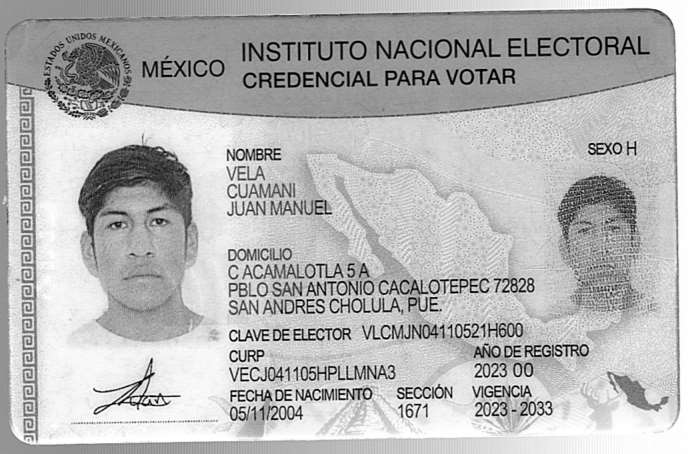 ESTADOS UNIDOS MEXICANOS
MÉXICO
INSTITUTO NACIONAL ELECTORAL
CREDENCIAL PARA VOTAR
SEXO H
NOMBRE
VELA
CUAMANI
JUAN MANUEL
DOMICILIO
C ACAMALOTLA 5 A
PBLO SAN ANTONIO CACALOTEPEC 72828
SAN ANDRES CHOLULA, PUE.
CLAVE DE ELECTOR VLCMJN04110521H600
CURP
VECJ041105HPLLMNA3
AÑO DE REGISTRO
2023 00
FECHA DE NACIMIENTO
05/11/2004
SECCIÓN
1671
VIGENCIA
2023 - 2033